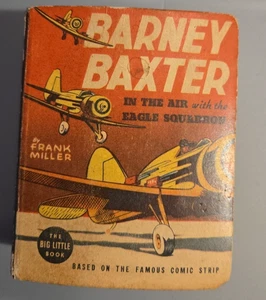 BARNEY
BAXTER
IN THE AIR with the
EAGLE SQUADRON
By
FRANK
MILLER
THE
BIG LITTLE
BOOK
BASED ON THE FAMOUS COMIC STRIP